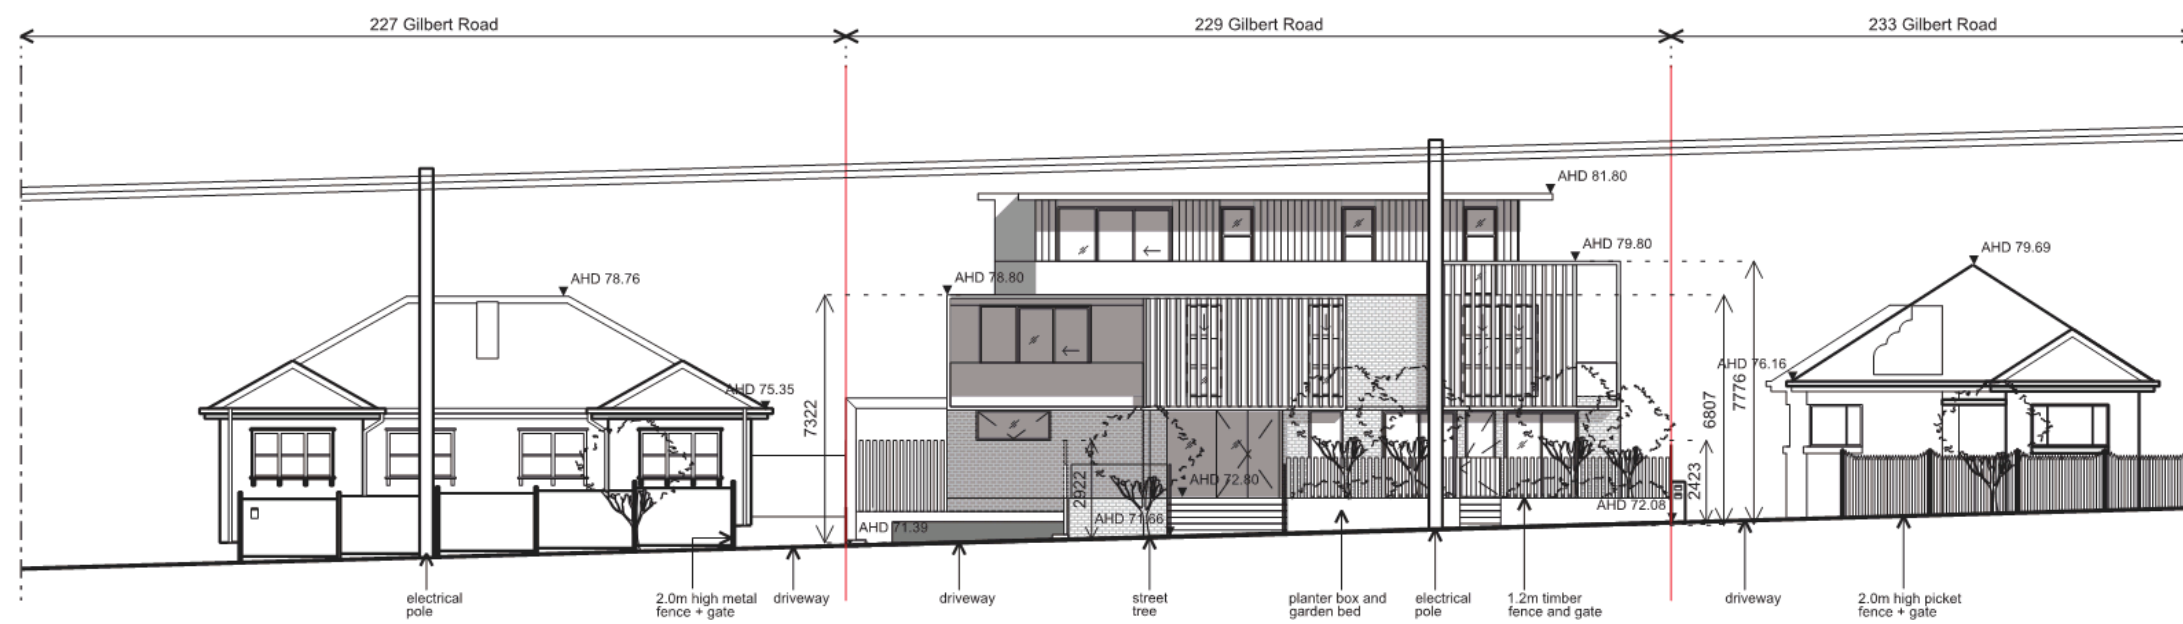 227 Gilbert Road
229 Gilbert Road
233 Gilbert Road
AHD 81.80
AHD 79.80
AHD 79.69
AHD 78.76
AHD 78.80
AHD 75.35
AHD 76.16
7322
6807
7776
2423
2922
AHD 72.80
AHD 71.39
AHD 71.66
AHD 72.08
electrical
pole
2.0m high metal
fence + gate
driveway
driveway
street
tree
planter box and
garden bed
electrical
pole
1.2m timber
fence and gate
driveway
2.0m high picket
fence + gate